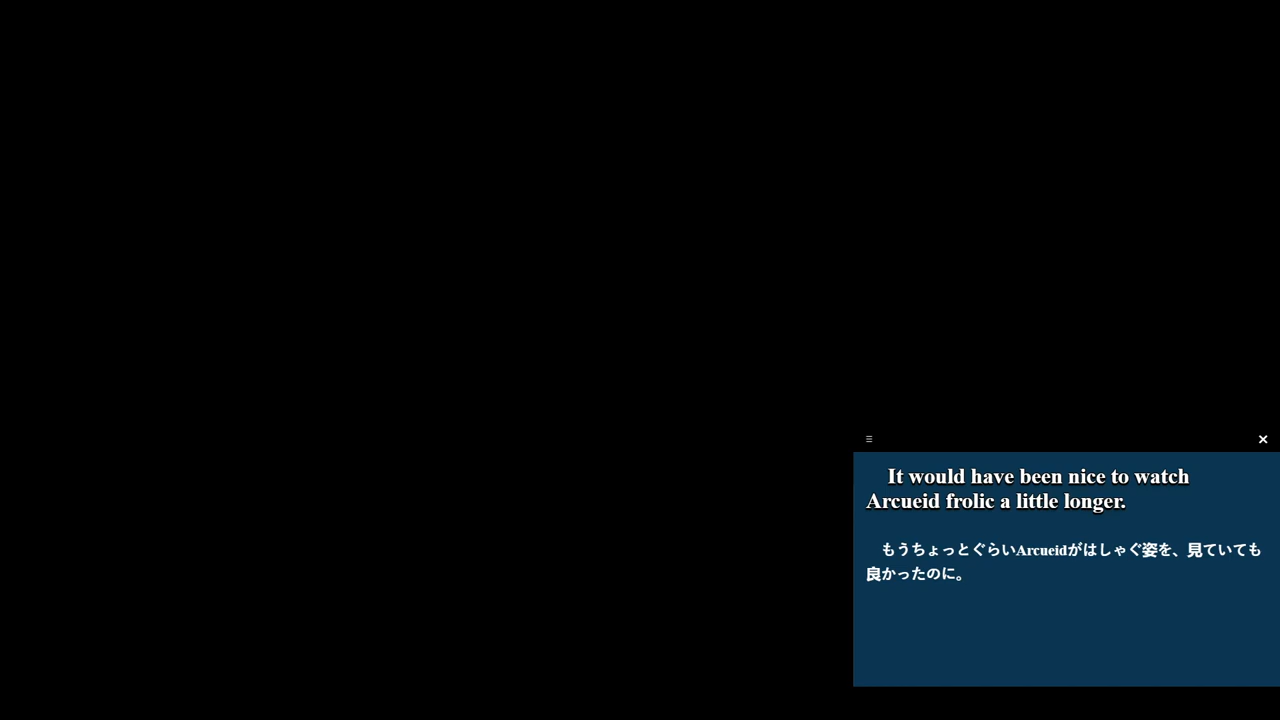 It would have been nice to watch
Arcueid frolic a little longer.
もうちょっとぐらいArcueidがはしゃぐ姿を、見ていても
良かったのに。